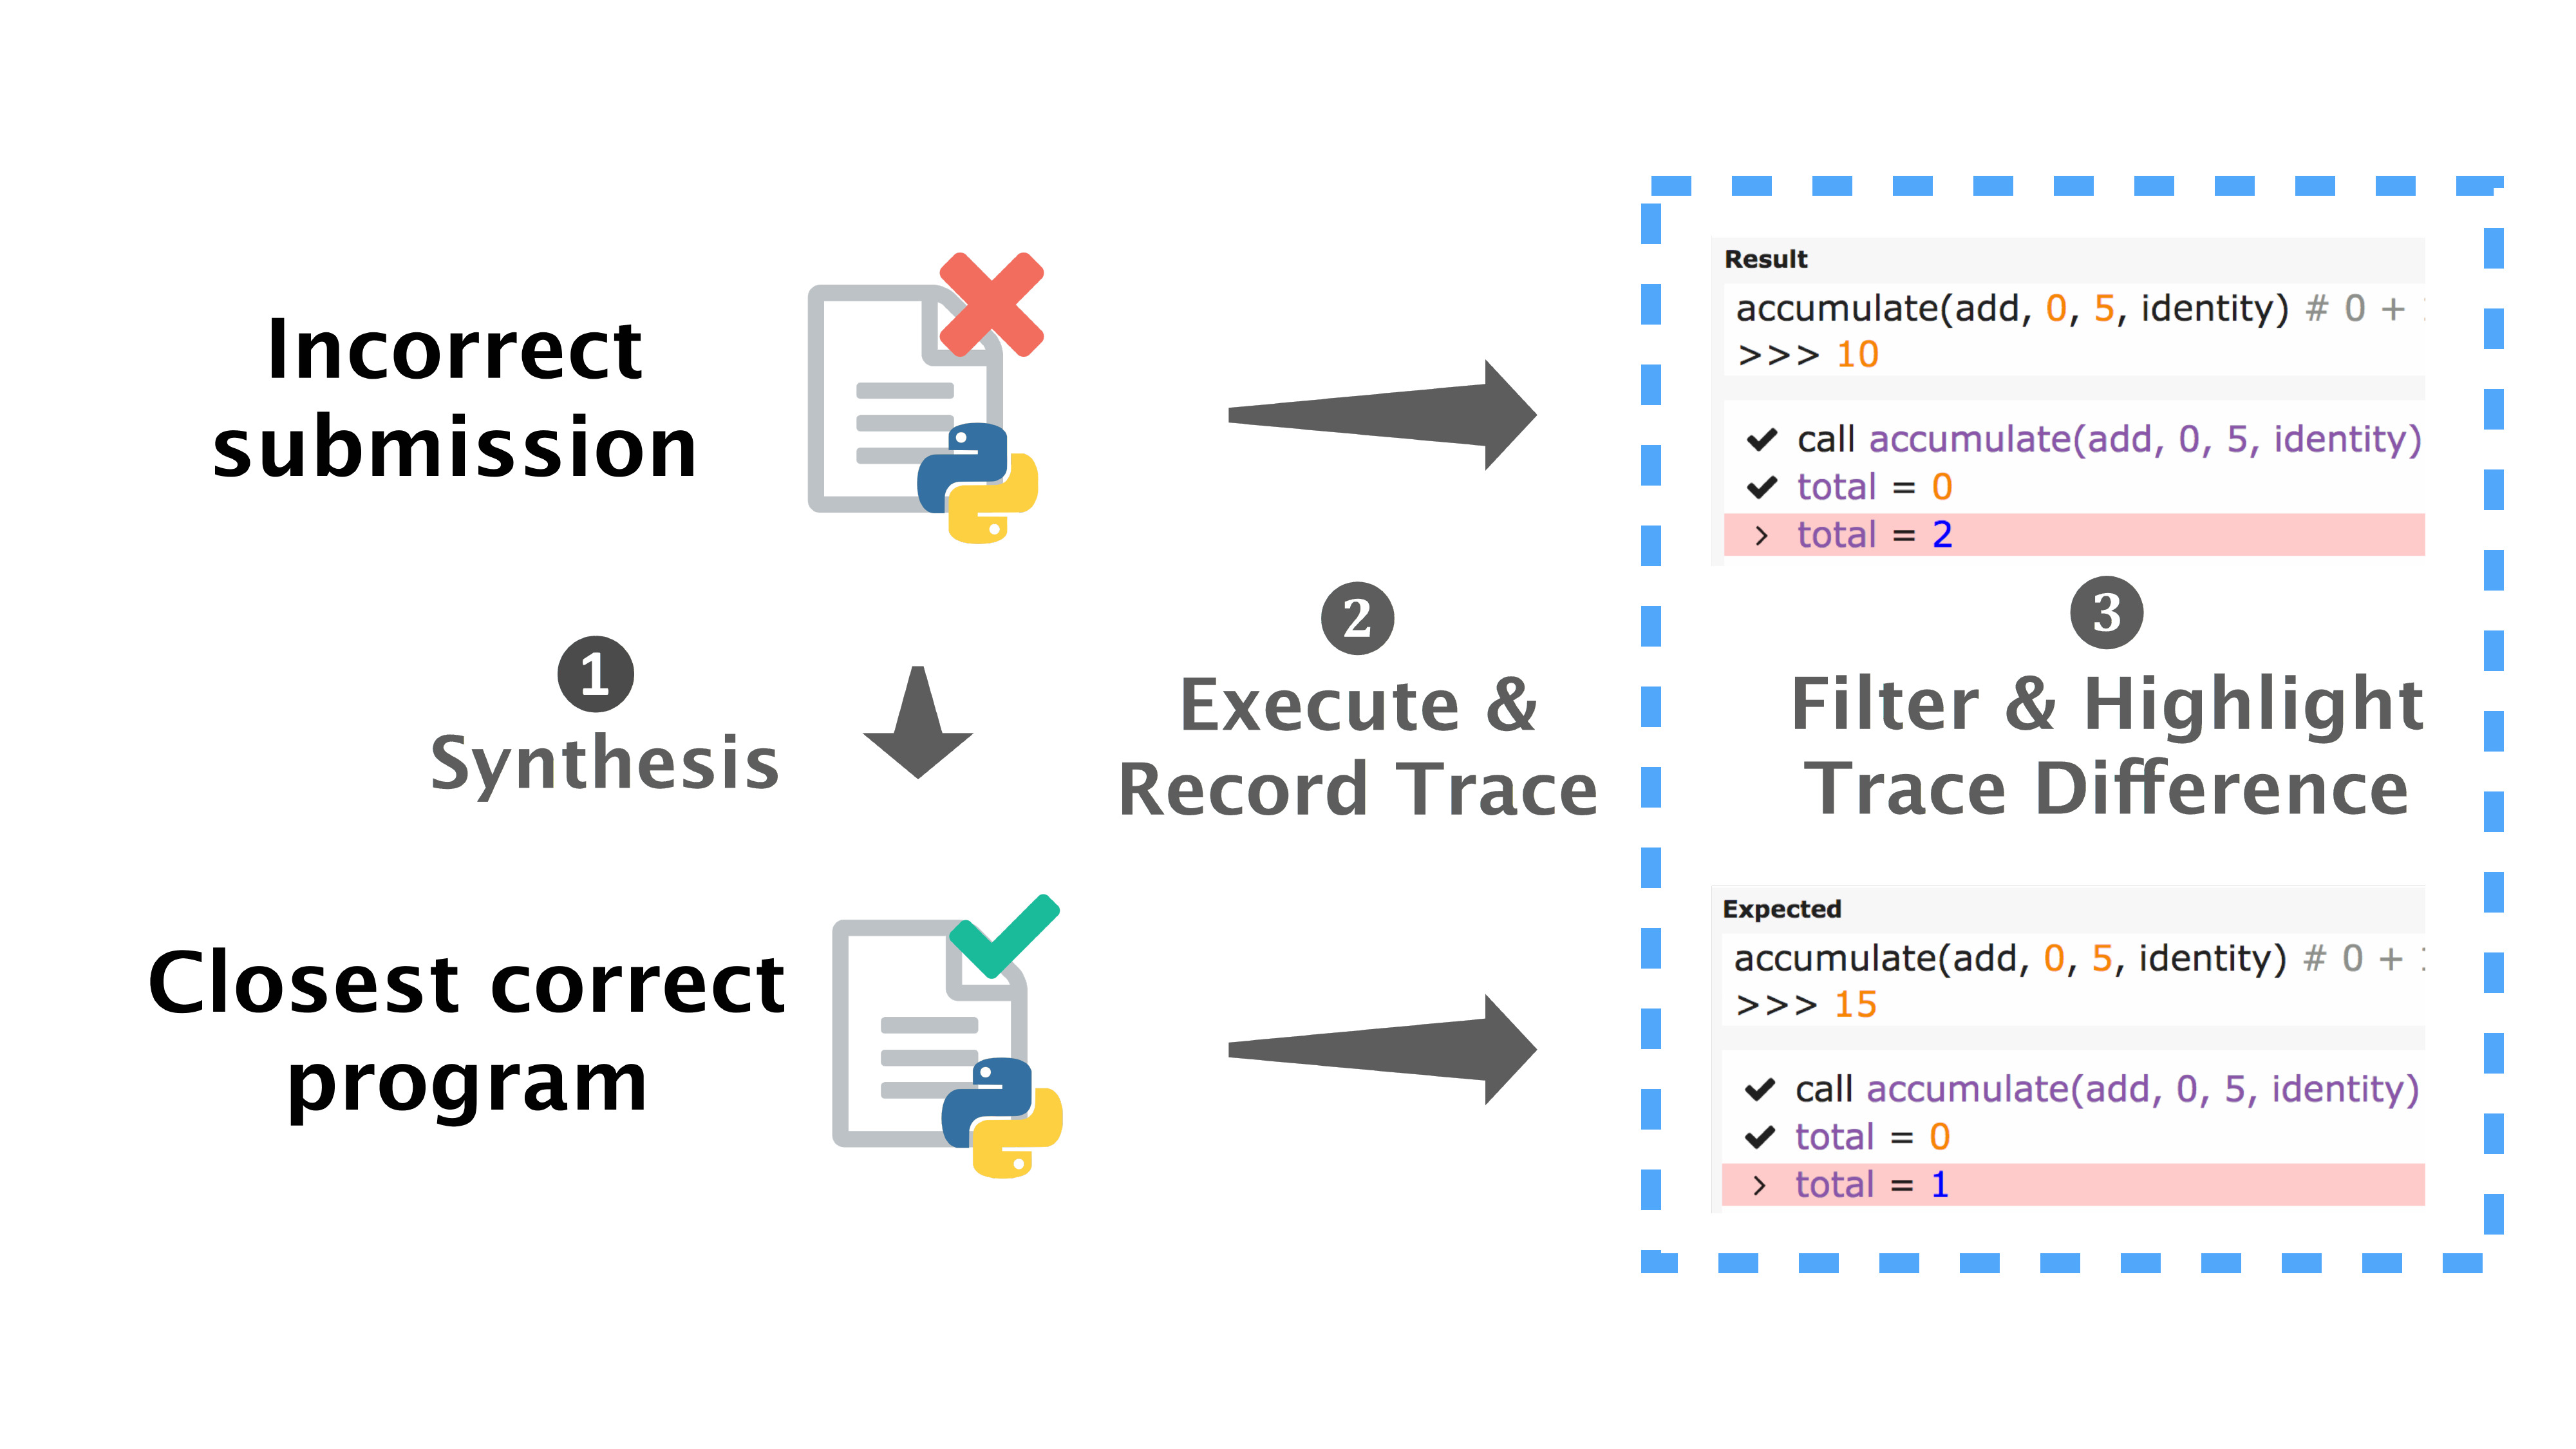 Incorrect
submission
1
Synthesis
Closest correct
program
2
Execute &
Record Trace
Result
accumulate(add, 0, 5, identity) # 0 +
>>> 10
✔ call accumulate(add, 0, 5, identity)
✔ total = 0
> total = 2
3
Filter & Highlight
Trace Difference
Expected
accumulate(add, 0, 5, identity) # 0 +
>>> 15
✔ call accumulate(add, 0, 5, identity)
✔ total = 0
> total = 1